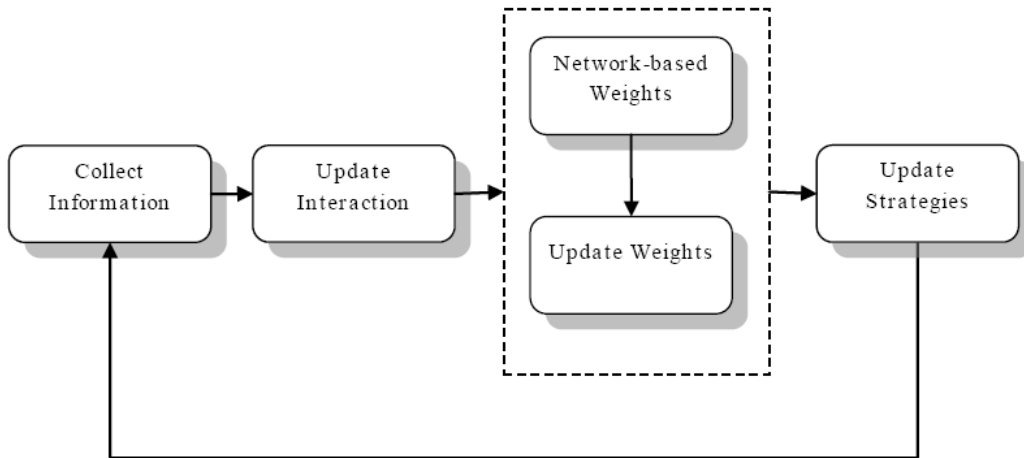 Collect
Information
Update
Interaction
Network-based
Weights
Update Weights
Update
Strategies